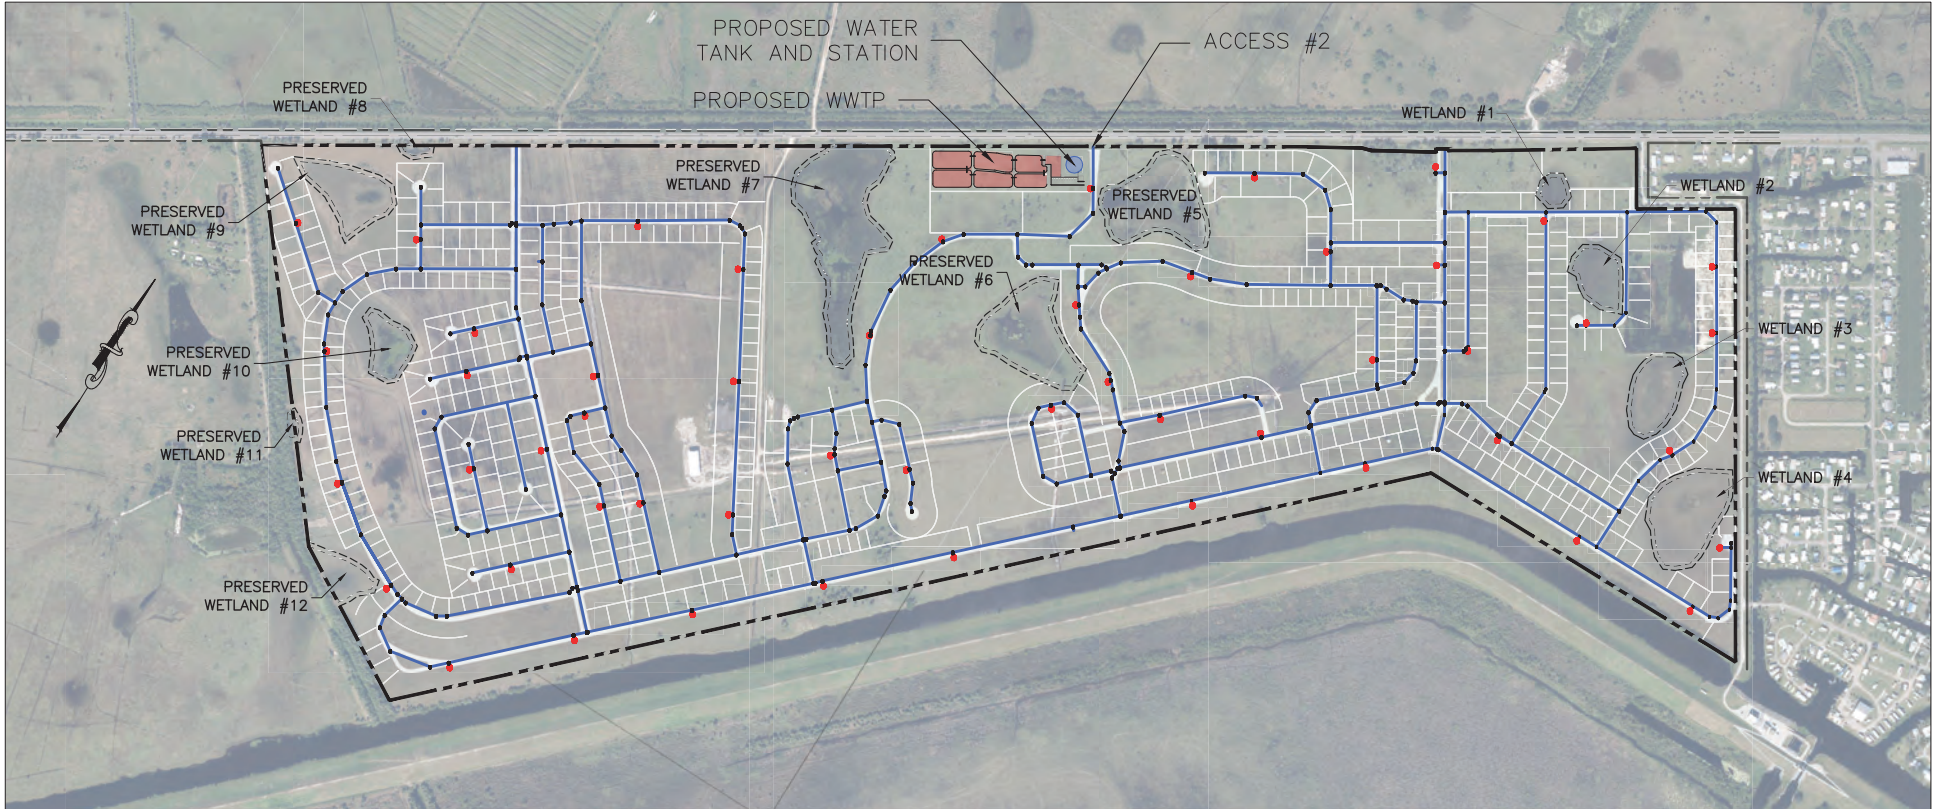 PROPOSED WATER
TANK AND STATION
ACCESS #2
PROPOSED WWTP
PRESERVED
WETLAND #8
WETLAND #1
PRESERVED
WETLAND #7
WETLAND #2
PRESERVED
WETLAND #5
PRESERVED
WETLAND #9
PRESERVED
WETLAND #6
WETLAND #3
PRESERVED
WETLAND #10
PRESERVED
WETLAND #11
WETLAND #4
PRESERVED
WETLAND #12